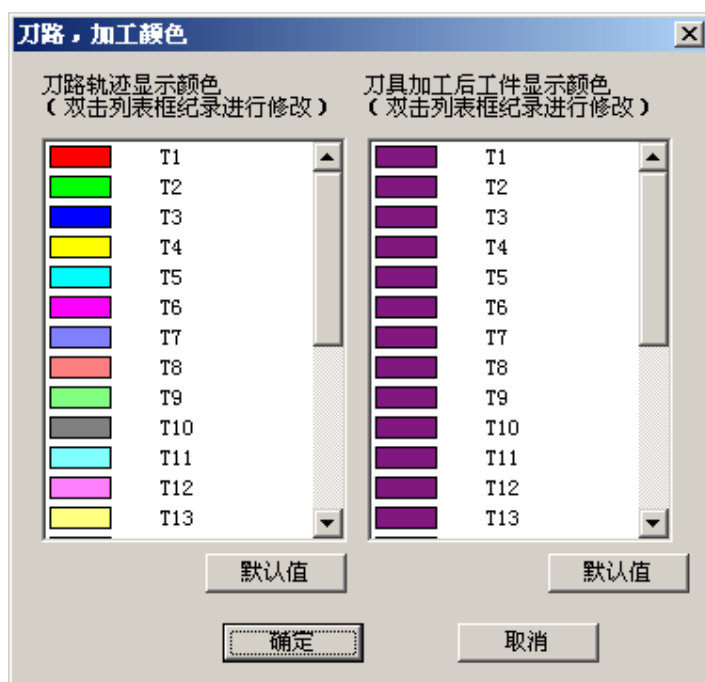 刀路，加工颜色
刀路轨迹显示颜色
（双击列表框纪录进行修改）
T1
T2
T3
T4
T5
T6
T7
T8
T9
T10
T11
T12
T13
默认值
刀具加工后工件显示颜色
（双击列表框纪录进行修改）
T1
T2
T3
T4
T5
T6
T7
T8
T9
T10
T11
T12
T13
默认值
确定
取消